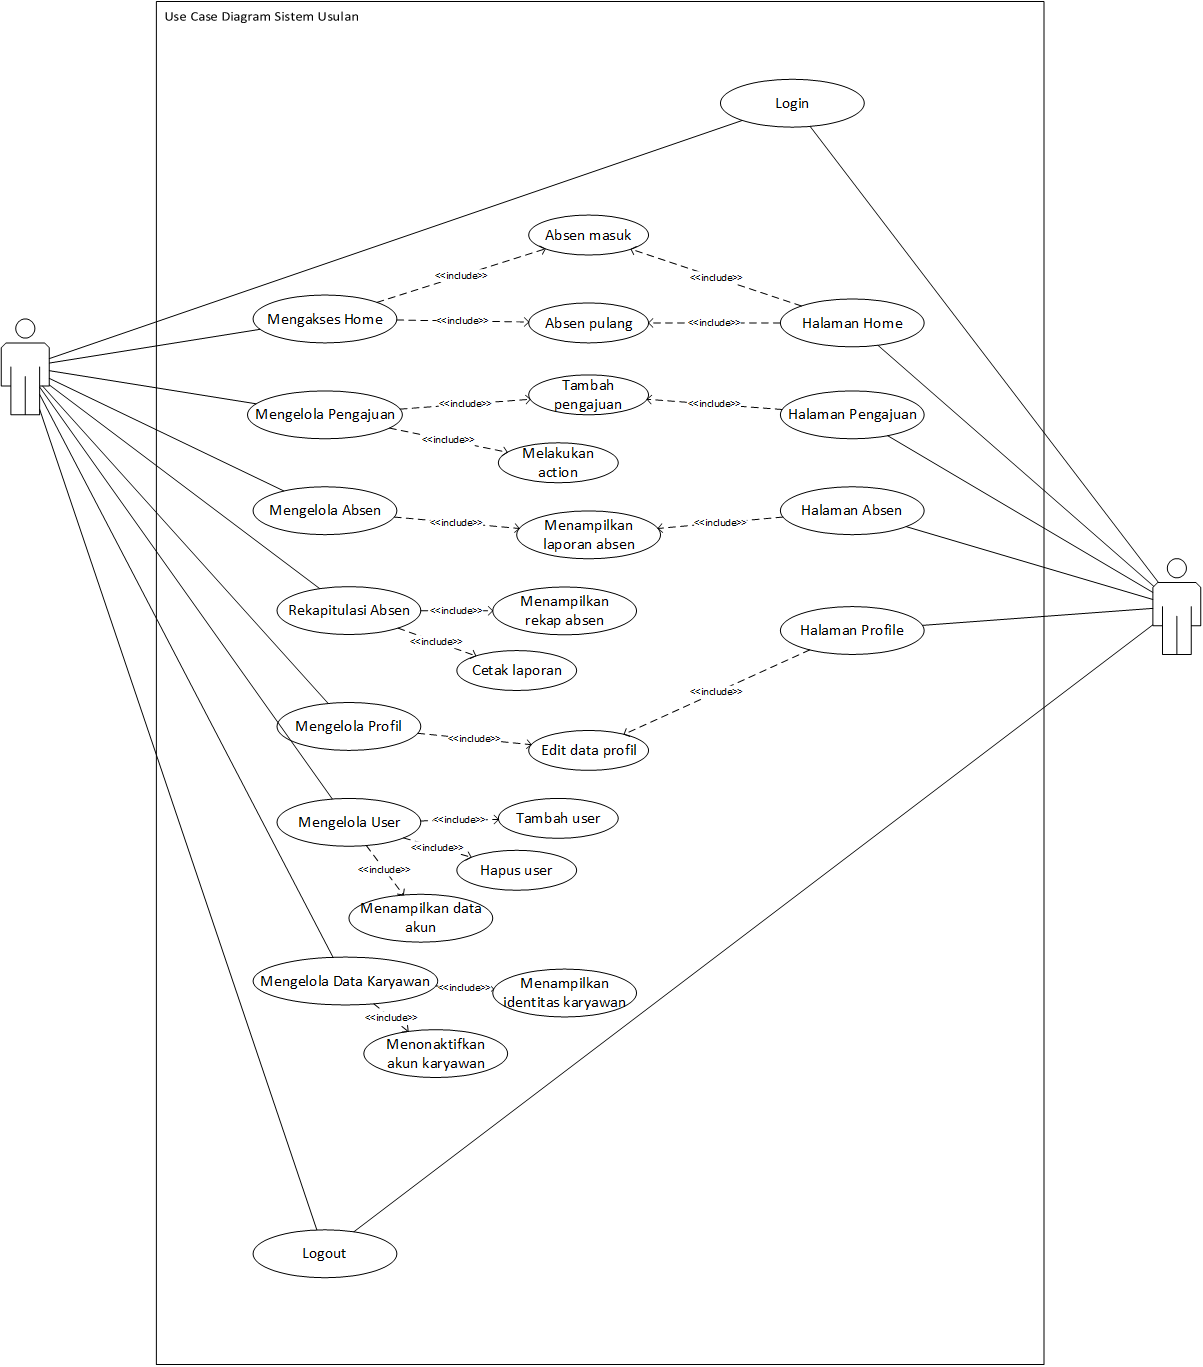 Use Case Diagram Sistem Usulan
Login
Absen masuk
<<include>>
<<include>>
Mengakses Home
<<include>>
Absen pulang
<<include>>
Halaman Home
Tambah
pengajuan
<<include>>
<<include>>
Mengelola Pengajuan
Halaman Pengajuan
<<include>>
Melakukan
action
Mengelola Absen
Halaman Absen
<<include>>
<<include>>
Menampilkan
laporan absen
Rekapitulasi Absen
<<include>>
Menampilkan
rekap absen
Halaman Profile
<<include>>
Cetak laporan
<<include>>
Mengelola Profil
<<include>>
Edit data profil
Mengelola User
<<include>>
Tambah user
<<include>>
<<include>>
Hapus user
Menampilkan data
akun
Mengelola Data Karyawan
<<include>>
Menampilkan
identitas karyawan
<<include>>
Menonaktifkan
akun karyawan
Logout